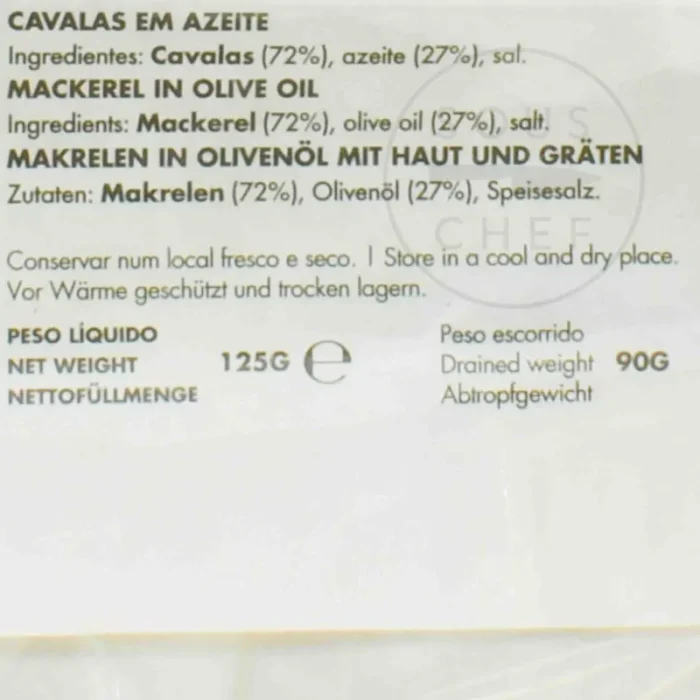 CAVALAS EM AZEITE
Ingredientes: Cavalas (72%), azeite (27%), sal.
MACKEREL IN OLIVE OIL
Ingredients: Mackerel (72%), olive oil (27%), salt.
MAKRELEN IN OLIVENÖL MIT HAUT UND GRÄTEN
Zutaten: Makrelen (72%), Olivenöl (27%), Speisesalz.
SOUS
CHEF
Conservar num local fresco e seco. | Store in a cool and dry place.
Vor Wärme geschützt und trocken lagern.
PESO LÍQUIDO
NET WEIGHT 125G ℮
NETTOFÜLLMENGE
Peso escorrido
Drained weight 90G
Abtropfgewicht